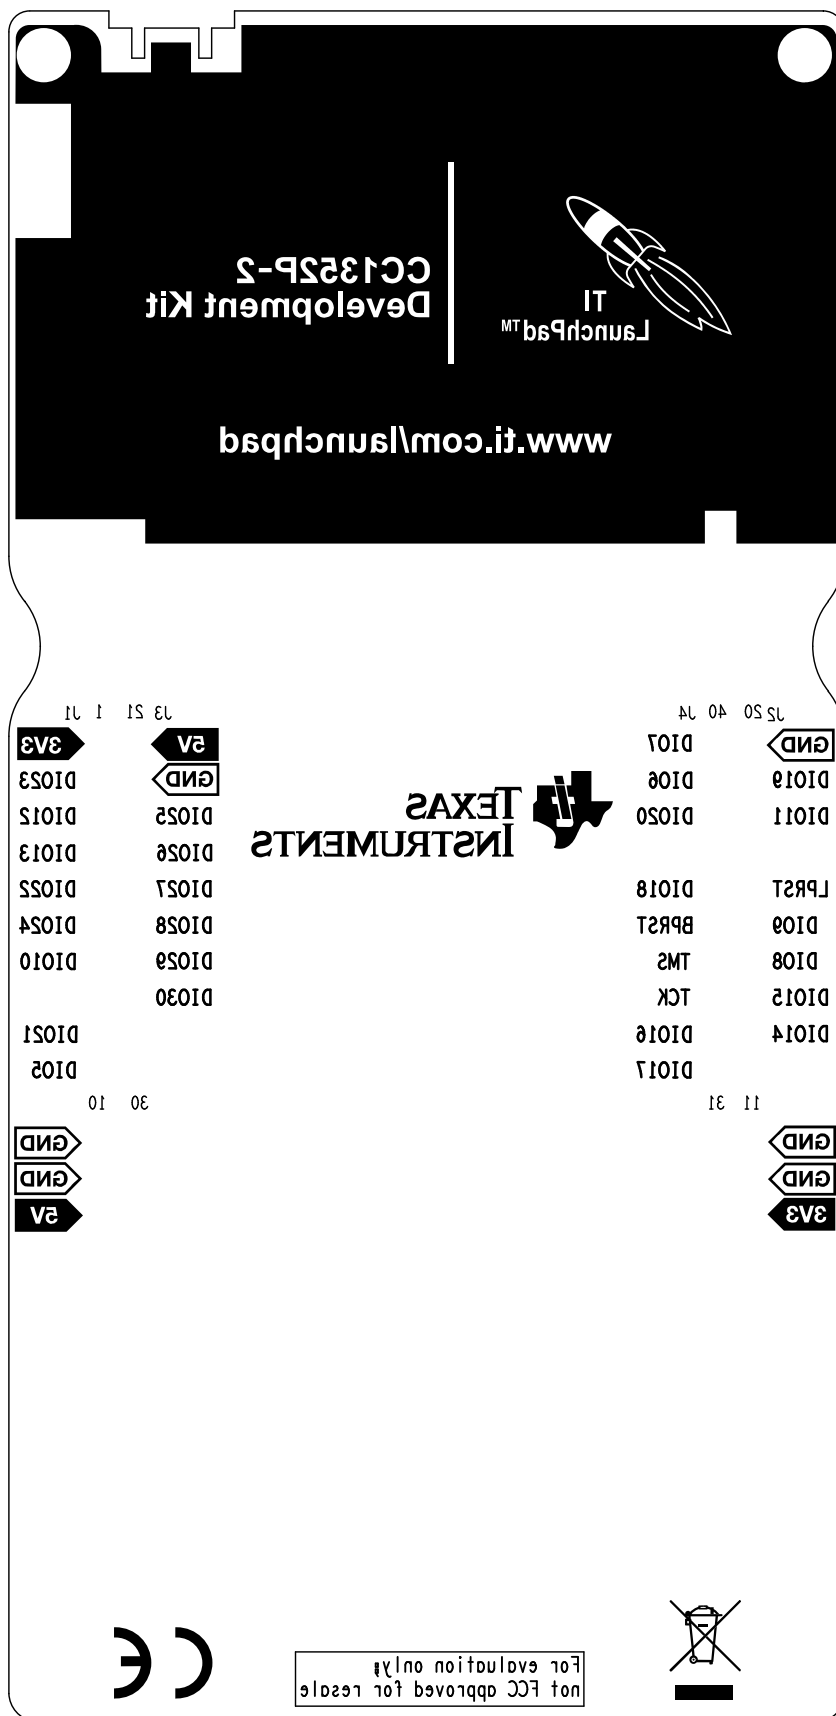 CC1352P-2
Development Kit
TI
LaunchPad™
www.ti.com/launchpad
J1 1 21 J3 J4 40 20 J2
3V3 5V DIO7 GND
DIO23 GND DIO6 DIO19
DIO12 DIO25 DIO20 DIO11
DIO13 DIO26
DIO22 DIO27 DIO18 LPRST
DIO24 DIO28 BPRST DIO9
DIO10 DIO29 TMS DIO8
DIO30 TCK DIO15
DIO21 DIO16 DIO14
DIO5 DIO17
10 30 31 11
TEXAS
INSTRUMENTS
GND GND
GND GND
5V 3V3
CE
For evaluation only;
not FCC approved for resale